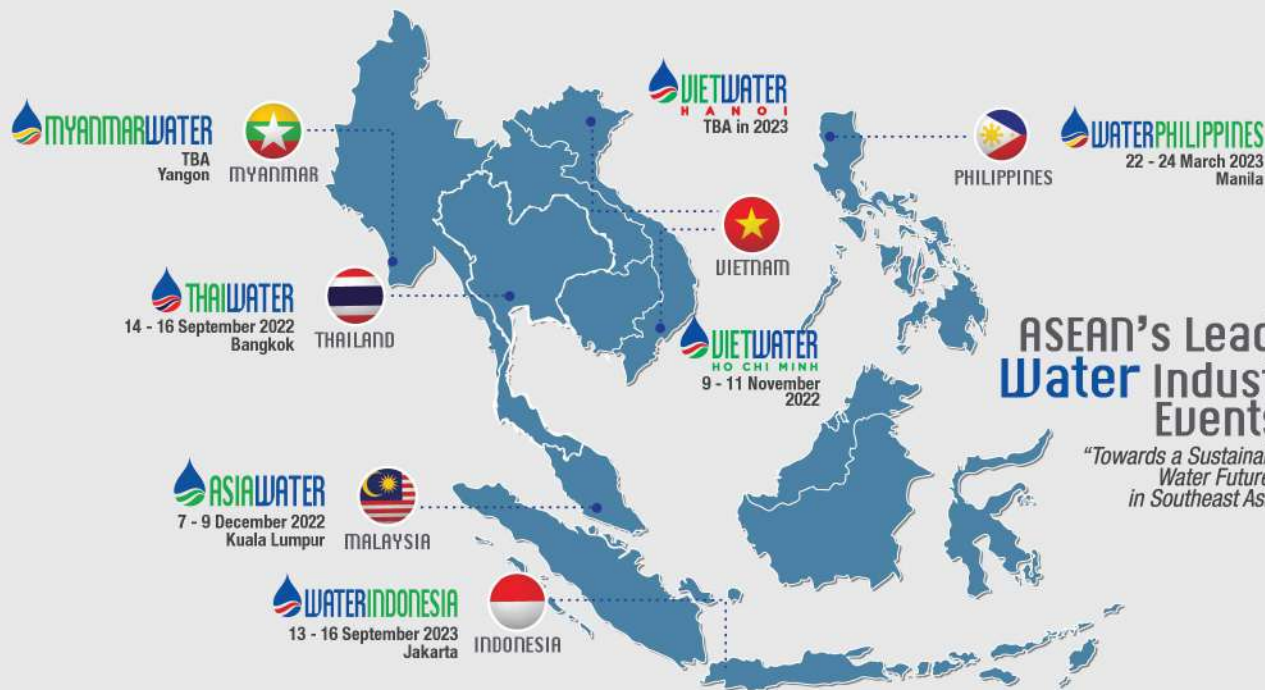 MYANMARWATER
TBA
Yangon
MYANMAR
VIETWATER
HANOI
TBA in 2023
VIETNAM
PHILIPPINES
WATERPHILIPPINES
22 - 24 March 2023
Manila
THAIWATER
14 - 16 September 2022
Bangkok
THAILAND
VIETWATER
HO CHI MINH
9 - 11 November
2022
ASEAN's Lead
Water Indust
Events
"Towards a Sustainab
Water Future
in Southeast As
ASIAWATER
7 - 9 December 2022
Kuala Lumpur
MALAYSIA
WATERINDONESIA
13 - 16 September 2023
Jakarta
INDONESIA